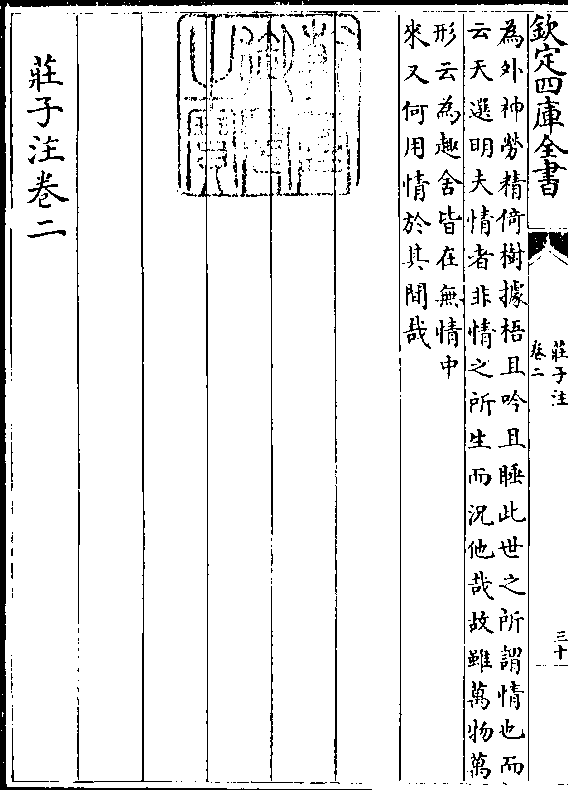 欽定四庫全書
莊子注
卷二
三十
為外神勞精倚樹據梧且吟且睡此世之所謂情也而
云天選明夫情者非情之所生而況他哉故雖萬物萬
形云為趣舍皆在無情中
來又何用情於其間哉
莊子注卷二